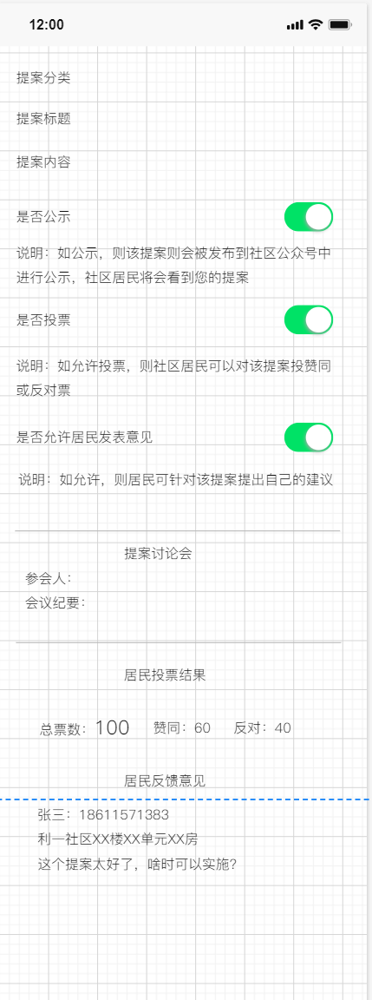 12:00
提案分类
提案标题
提案内容
是否公示
说明：如公示，则该提案则会被发布到社区公众号中
进行公示，社区居民将会看到您的提案
是否投票
说明：如允许投票，则社区居民可以对该提案投赞同
或反对票
是否允许居民发表意见
说明：如允许，则居民可针对该提案提出自己的建议
提案讨论会
参会人：
会议纪要：
居民投票结果
总票数：100 赞同：60 反对：40
居民反馈意见
张三：18611571383
利一社区XX楼XX单元XX房
这个提案太好了，啥时可以实施？